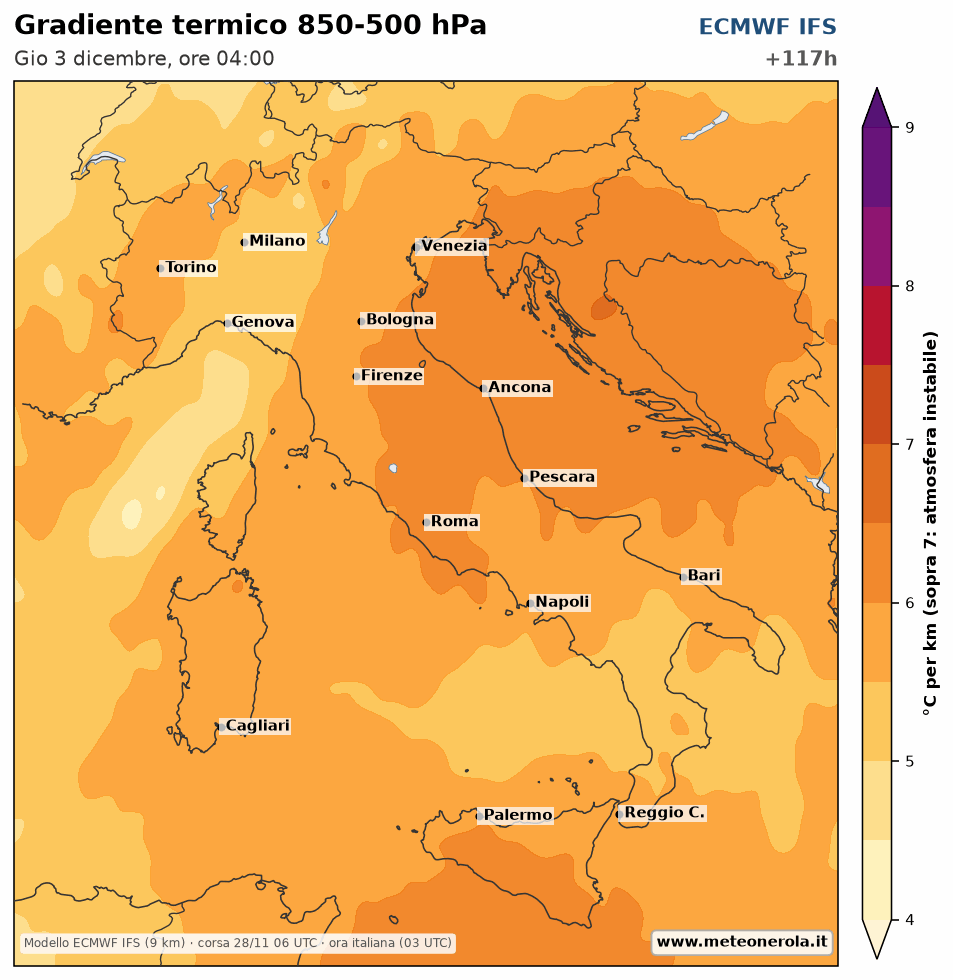 Gradiente termico 850-500 hPa
ECMWF IFS
Gio 3 dicembre, ore 04:00
+117h
Milano
Venezia
Torino
Genova
Bologna
Firenze
Ancona
Pescara
Roma
Bari
Napoli
Cagliari
Palermo
Reggio C.
9
8
7
6
5
4
°C per km (sopra 7: atmosfera instabile)
Modello ECMWF IFS (9 km) · corsa 28/11 06 UTC · ora italiana (03 UTC)
www.meteonerola.it